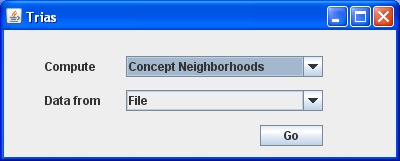 Trias
Compute Concept Neighborhoods
Data from File
Go